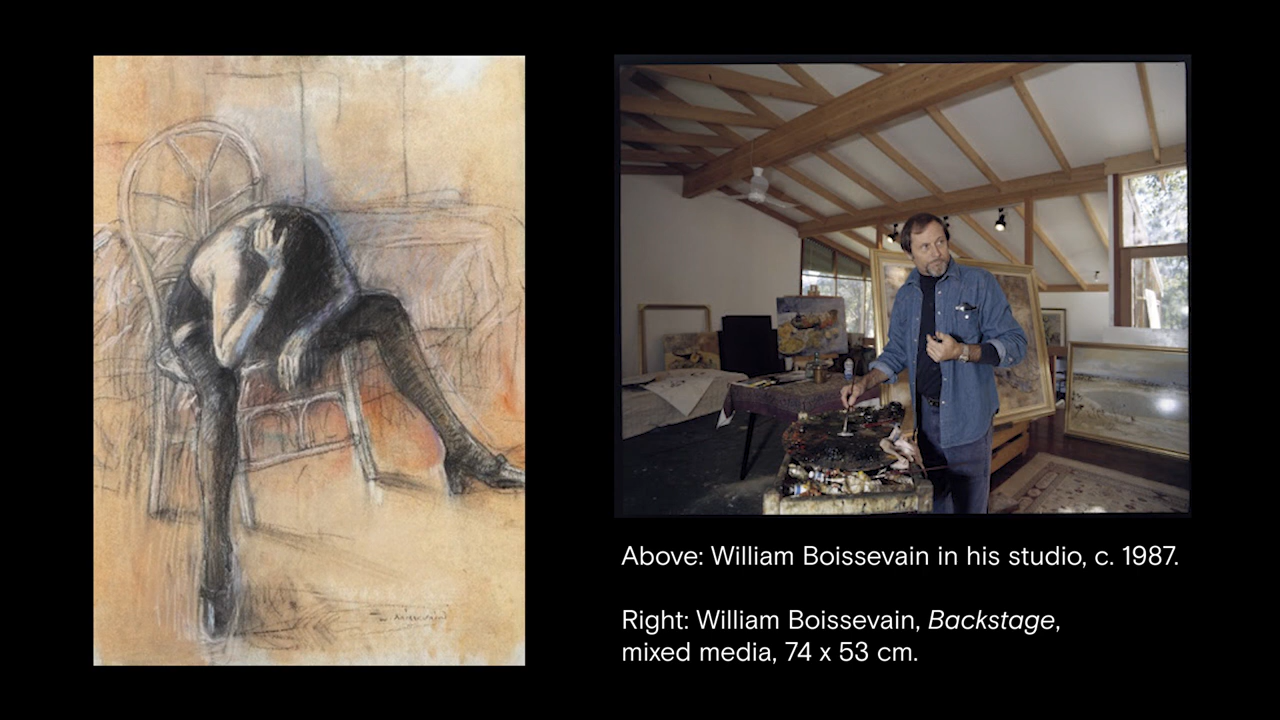 Above: William Boissevain in his studio, c. 1987.
Right: William Boissevain, Backstage,
mixed media, 74 x 53 cm.